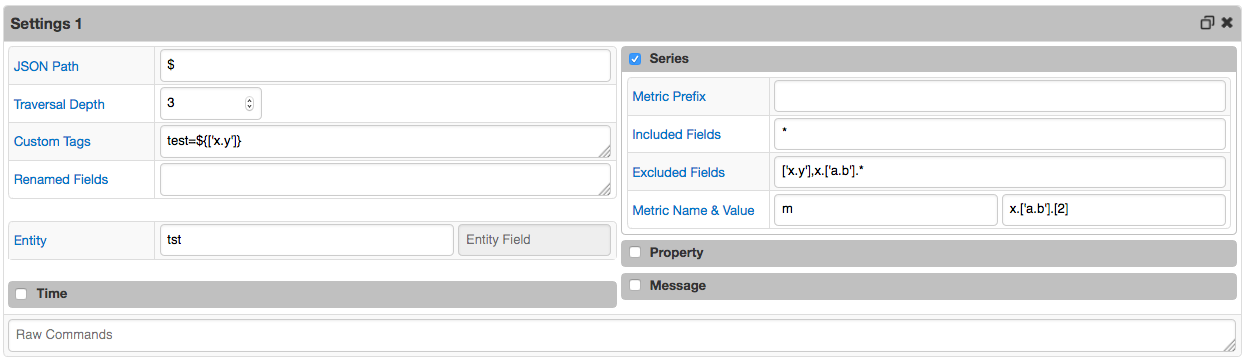 Settings 1
JSON Path $
Traversal Depth 3
Custom Tags test=${['x.y']}
Renamed Fields
Entity tst Entity Field
Time
Series
Metric Prefix
Included Fields *
Excluded Fields ['x.y'],x.['a.b'].*
Metric Name & Value m x.['a.b'].[2]
Property
Message
Raw Commands